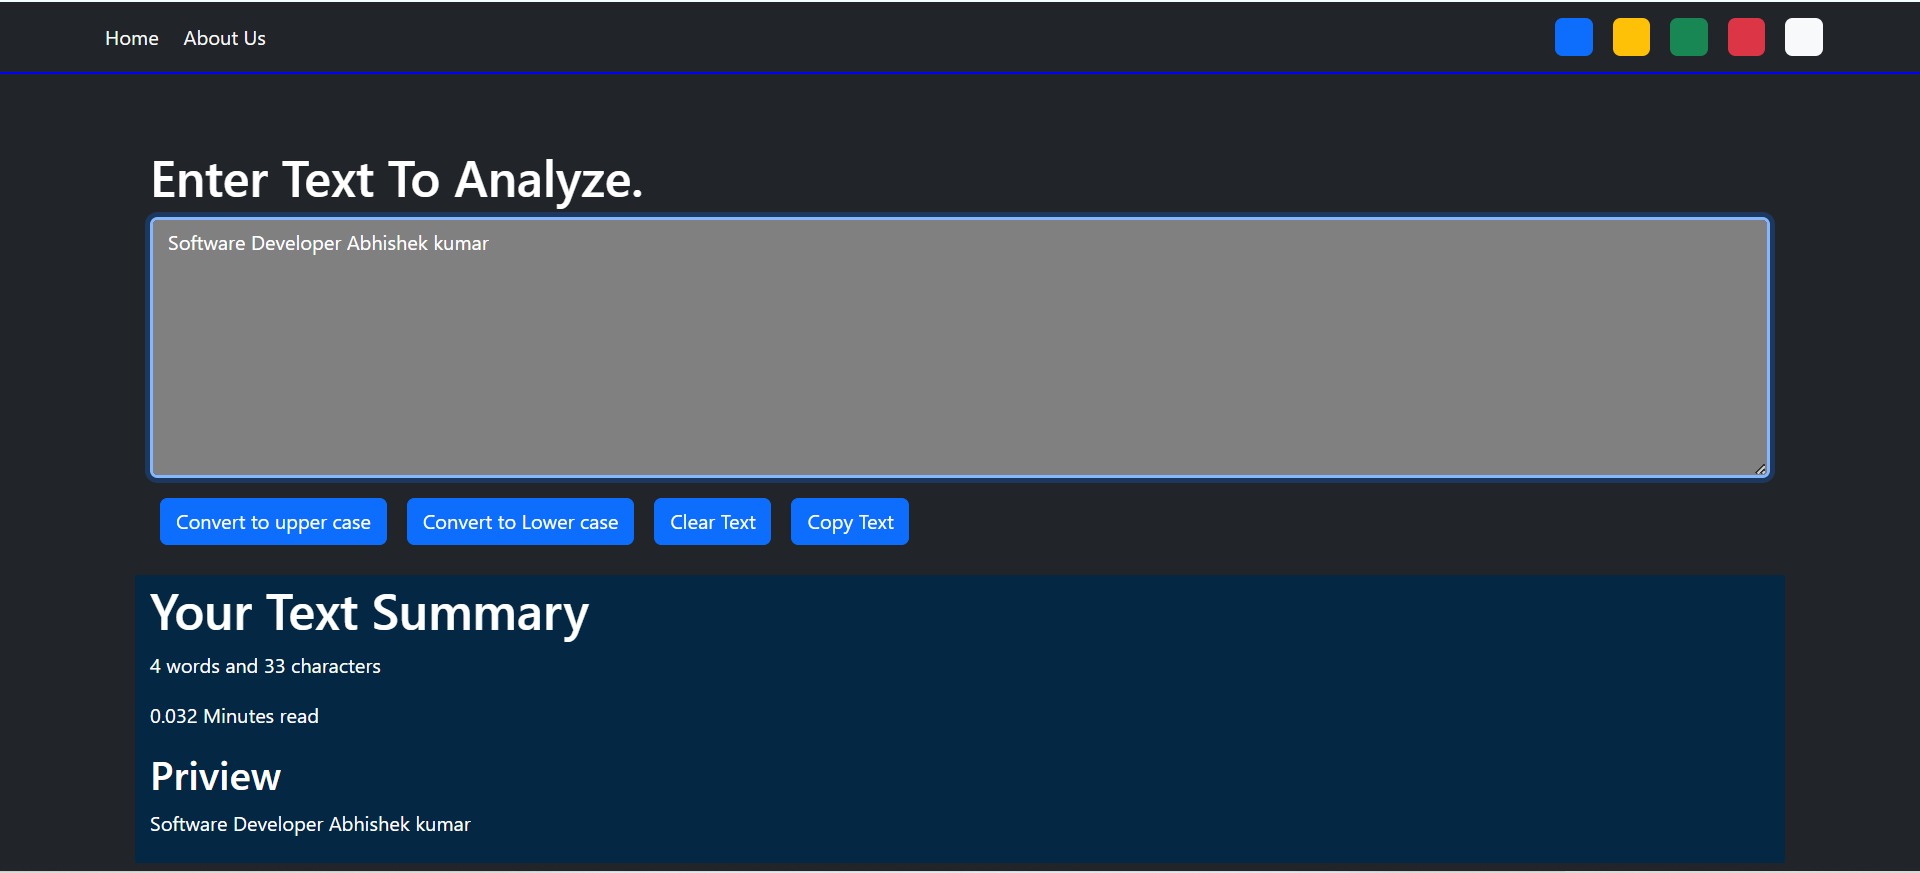 Home About Us
Enter Text To Analyze.
Software Developer Abhishek kumar
Convert to upper case Convert to Lower case Clear Text Copy Text
Your Text Summary
4 words and 33 characters
0.032 Minutes read
Priview
Software Developer Abhishek kumar